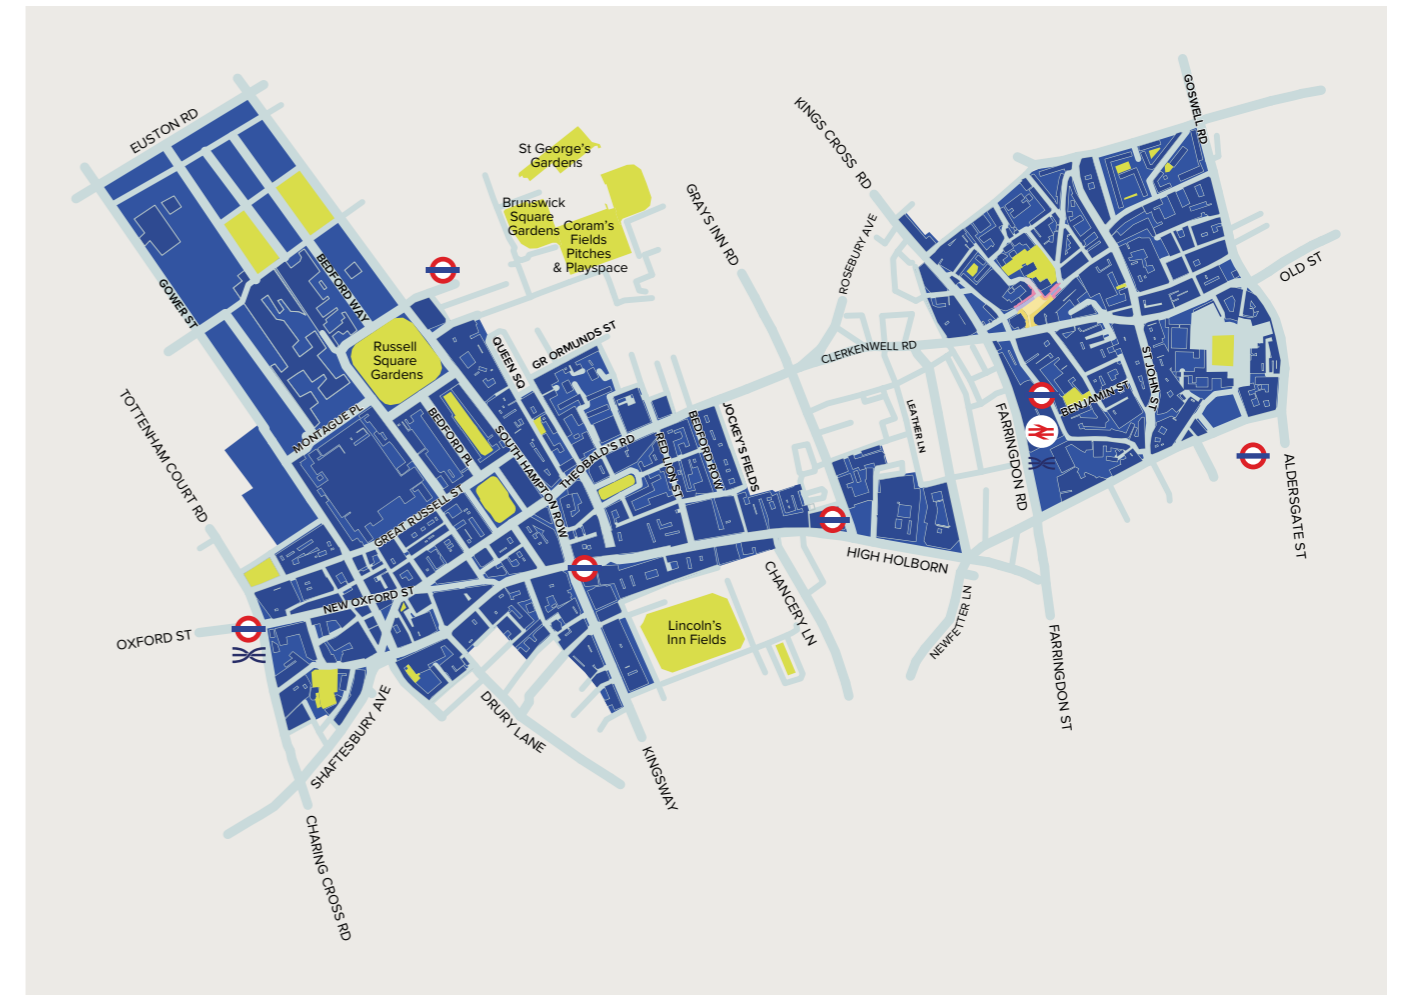 EUSTON RD
GOSWELL RD
KINGS CROSS RD
St George's
Gardens
Brunswick
Square
Gardens
Coram's
Fields
Pitches
& Playspace
GRAYS INN RD
ROSEBURY AVE
OLD ST
BEDFORD WAY
GOWER ST
Russell
Square
Gardens
QUEEN SQ
GR ORMUNDS ST
CLERKENWELL RD
ST JOHN ST
BENJAMIN ST
TOTTENHAM COURT RD
MONTAGUE PL
BEDFORD PL
SOUTH HAMPTON ROW
THEOBALD'S RD
RED LION ST
BEDFORD ROW
JOCKEY'S FIELDS
LEATHER LN
FARRINGDON RD
ALDERSGATE ST
GREAT RUSSELL ST
HIGH HOLBORN
NEW OXFORD ST
CHANCERY LN
NEWFETTER LN
OXFORD ST
Lincoln's
Inn Fields
FARRINGDON ST
SHAFTESBURY AVE
DRURY LANE
KINGSWAY
CHARING CROSS RD